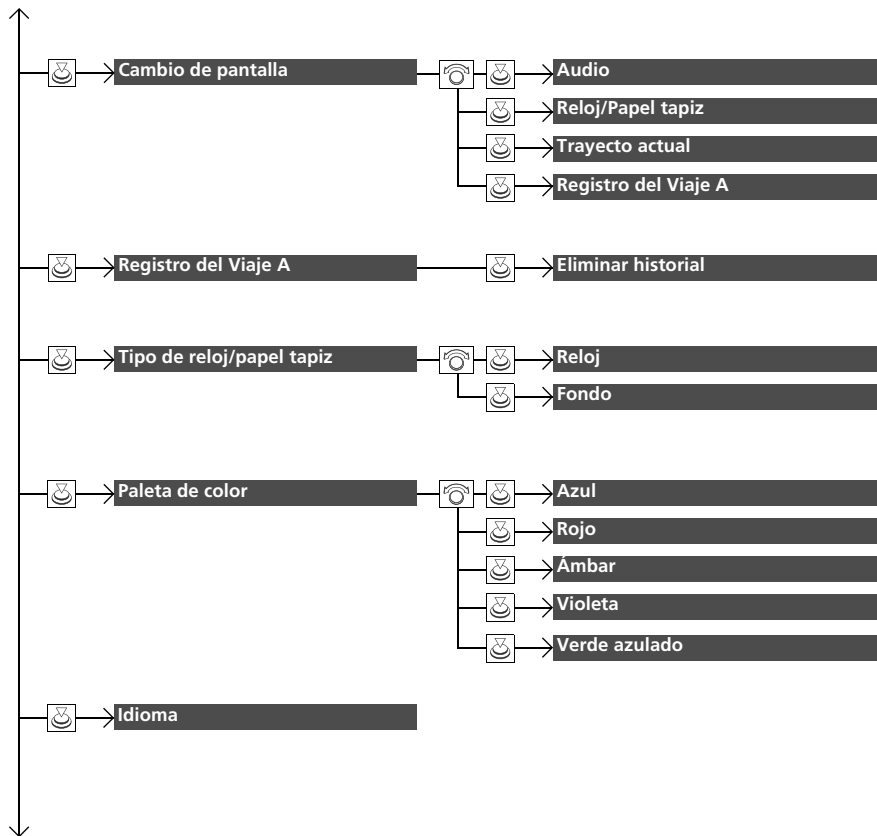 Cambio de pantalla
Audio
Reloj/Papel tapiz
Trayecto actual
Registro del Viaje A
Registro del Viaje A
Eliminar historial
Tipo de reloj/papel tapiz
Reloj
Fondo
Paleta de color
Azul
Rojo
Ámbar
Violeta
Verde azulado
Idioma